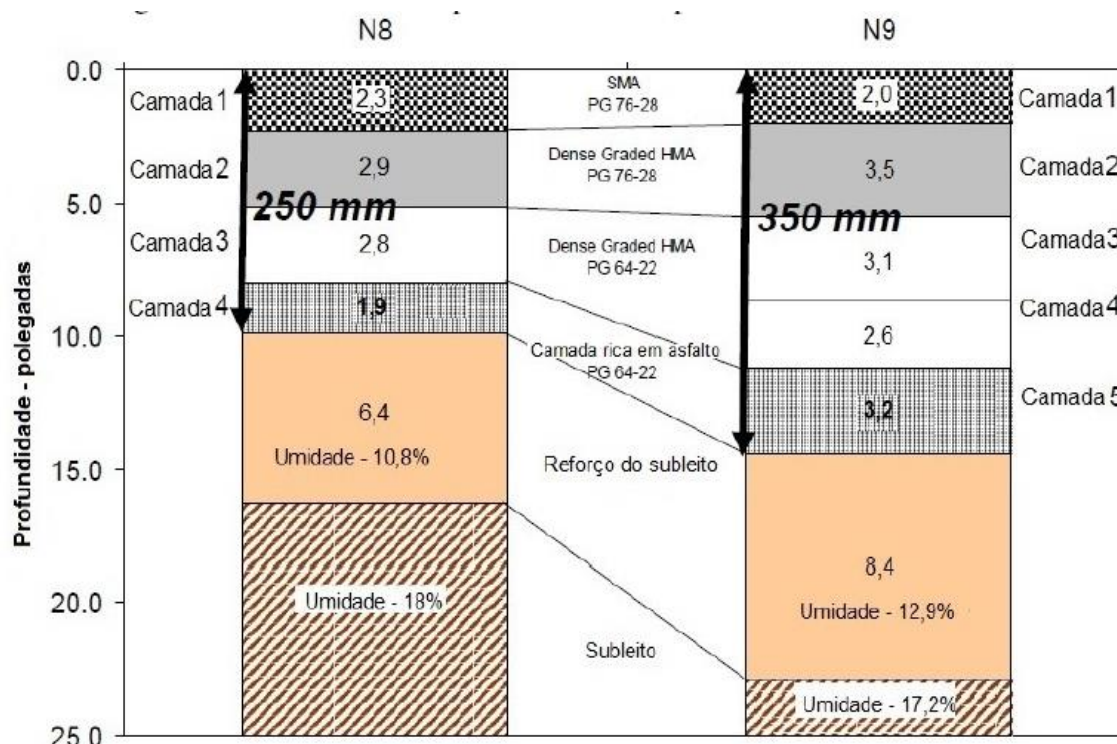 N8
N9
0.0
5.0
10.0
15.0
20.0
25.0
Profundidade - polegadas
Camada 1
Camada 2
Camada 3
Camada 4
2,3
2,9
250 mm
2,8
1,9
6,4
Umidade - 10,8%
Umidade - 18%
SMA
PG 76-28
Dense Graded HMA
PG 76-28
Dense Graded HMA
PG 64-22
Camada rica em asfalto
PG 64-22
Reforço do subleito
Subleito
2,0
3,5
350 mm
3,1
2,6
3,2
8,4
Umidade - 12,9%
Umidade - 17,2%
Camada 1
Camada 2
Camada 3
Camada 4
Camada 5